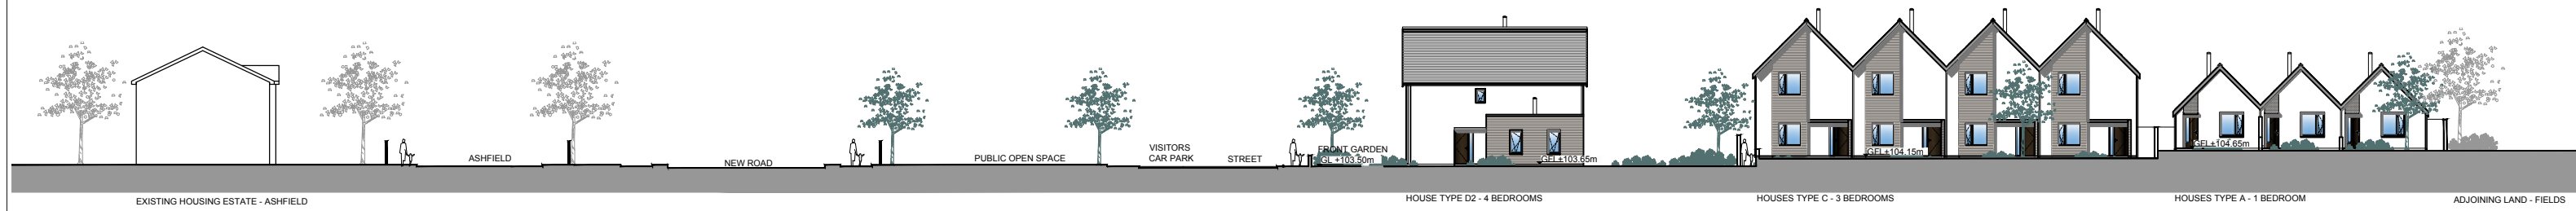 ASHFIELD
NEW ROAD
PUBLIC OPEN SPACE
VISITORS
CAR PARK
STREET
FRONT GARDEN
GL +103.50m
GFL±103.65m
GFL±104.15m
GFL±104.65m
EXISTING HOUSING ESTATE - ASHFIELD
HOUSE TYPE D2 - 4 BEDROOMS
HOUSES TYPE C - 3 BEDROOMS
HOUSES TYPE A - 1 BEDROOM
ADJOINING LAND - FIELDS